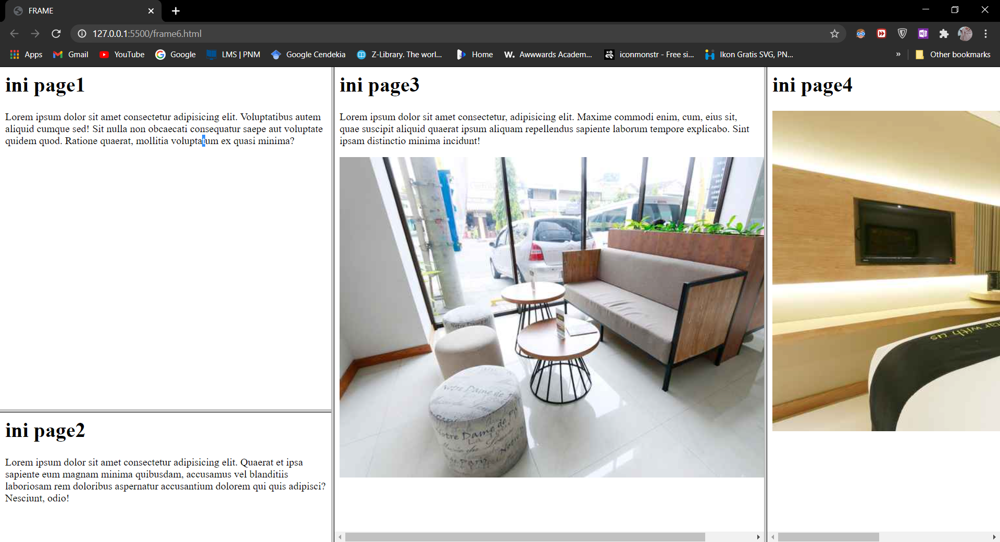 FRAME
127.0.0.1:5500/frame6.html
Apps
Gmail
YouTube
Google
LMS | PNM
Google Cendekia
Z-Library. The worl...
Home
W. Awwwards Academ...
iconmonstr - Free si...
Ikon Gratis SVG, PN...
»
Other bookmarks
ini page1
Lorem ipsum dolor sit amet consectetur adipisicing elit. Voluptatibus autem
aliquid cumque sed! Sit nulla non obcaecati consequatur saepe aut voluptate
quidem quod. Ratione quaerat, mollitia voluptatum ex quasi minima?
ini page2
Lorem ipsum dolor sit amet consectetur adipisicing elit. Quaerat et ipsa
sapiente eum magnam minima quibusdam, accusamus vel blanditiis
laboriosam rem doloribus aspernatur accusantium dolorem qui quis adipisci?
Nesciunt, odio!
ini page3
Lorem ipsum dolor sit amet consectetur, adipisicing elit. Maxime commodi enim, cum, eius sit,
quae suscipit aliquid quaerat ipsum aliquam repellendus sapiente laborum tempore explicabo. Sint
ipsam distinctio minima incidunt!
Notre Dame de
Notre Dame de
Paris
ini page4
with us